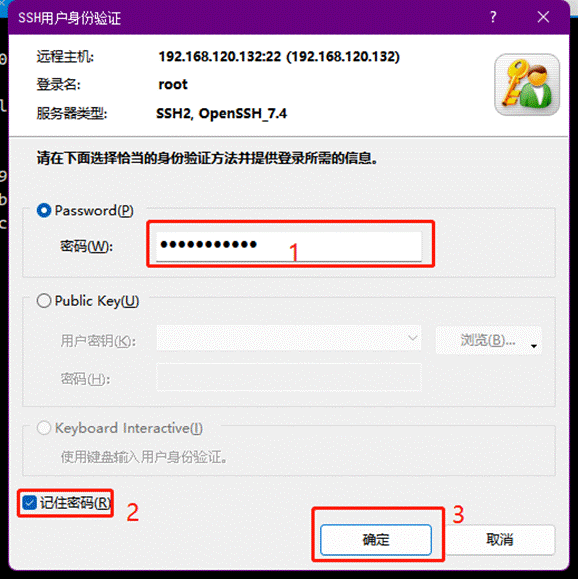 SSH用户身份验证
远程主机: 192.168.120.132:22 (192.168.120.132)
登录名: root
服务器类型: SSH2, OpenSSH_7.4
请在下面选择恰当的身份验证方法并提供登录所需的信息。
Password(P)
密码(W): ●●●●●●●●●●● 1
Public Key(U)
用户密钥(K): 浏览(B)...
密码(H):
Keyboard Interactive(I)
使用键盘输入用户身份验证。
记住密码(R) 2
确定 3 取消